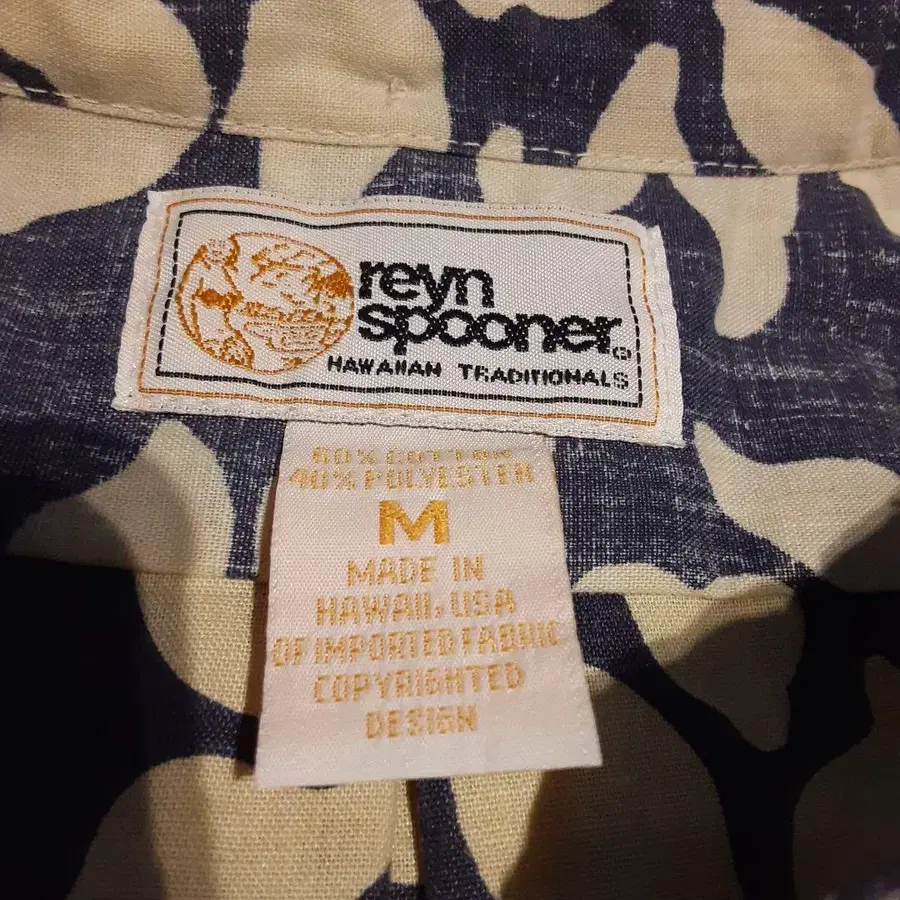 reyn
spooner®
HAWAIIAN TRADITIONALS
60% COTTON
40% POLYESTER
M
MADE IN
HAWAII, USA
OF IMPORTED FABRIC
COPYRIGHTED
DESIGN